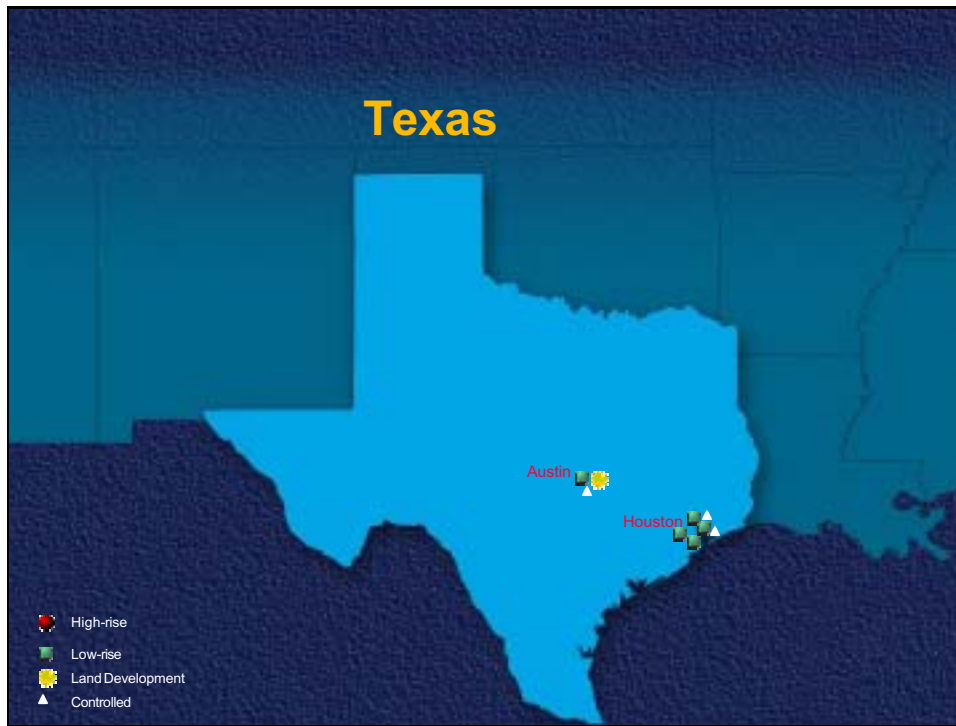 Texas
Austin
Houston
High-rise
Low-rise
Land Development
Controlled